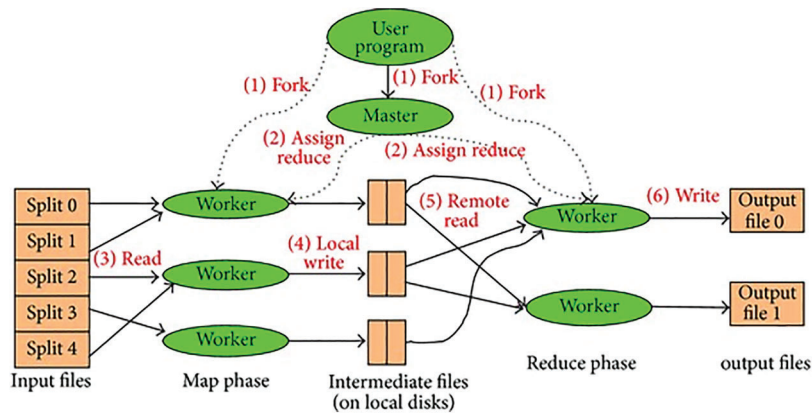 User
program
(1) Fork
(1) Fork
(1) Fork
Master
(2) Assign
reduce
(2) Assign reduce
Split 0
Split 1
Split 2
Split 3
Split 4
(3) Read
Worker
Worker
Worker
(4) Local
write
(5) Remote
read
Worker
Worker
(6) Write
Output
file 0
Output
file 1
Input files
Map phase
Intermediate files
(on local disks)
Reduce phase
output files